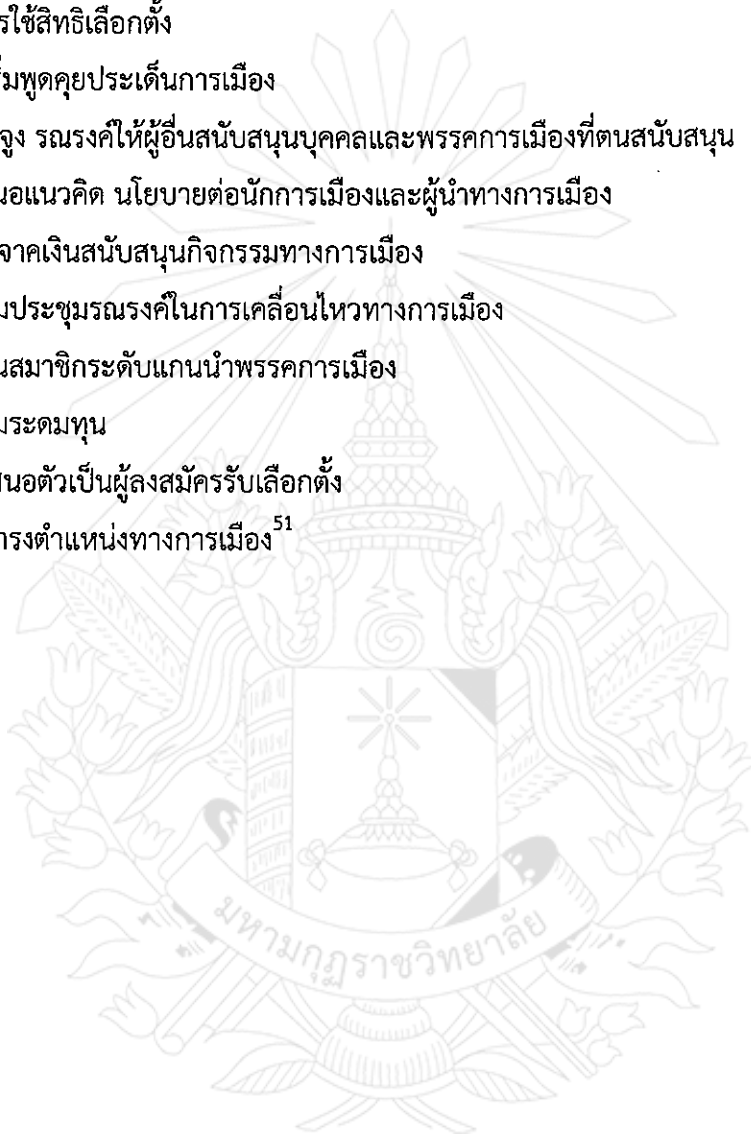 รใช้สิทธิเลือกตั้ง
ริ่มพูดคุยประเด็นการเมือง
จูง รณรงค์ให้ผู้อื่นสนับสนุนบุคคลและพรรคการเมืองที่ตนสนับสนุน
นอแนวคิด นโยบายต่อนักการเมืองและผู้นำทางการเมือง
จาคเงินสนับสนุนกิจกรรมทางการเมือง
มประชุมรณรงค์ในการเคลื่อนไหวทางการเมือง
นสมาชิกระดับแกนนำพรรคการเมือง
มระดมทุน
สนอตัวเป็นผู้ลงสมัครรับเลือกตั้ง
ำรงตำแหน่งทางการเมือง51
มหามกุฏราชวิทยาลัย